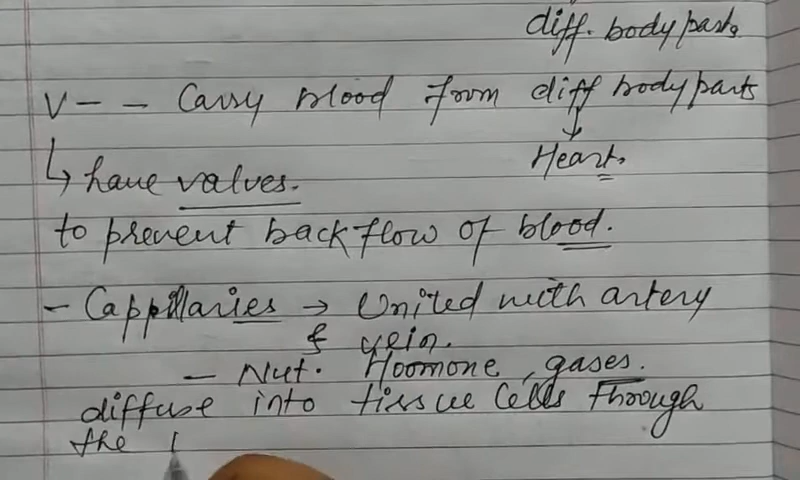 diff. body parts
V - - Carry blood from diff body parts
↓
Heart.
↳ have valves.
to prevent back flow of blood.
- Cappillaries → United with artery
& vein.
- Nut. Hoomone, gases.
diffuse into tissue cells through
the